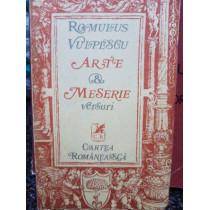 Romulus
Vulpescu
Arte
&
Meserie
versuri
Cartea
Românească